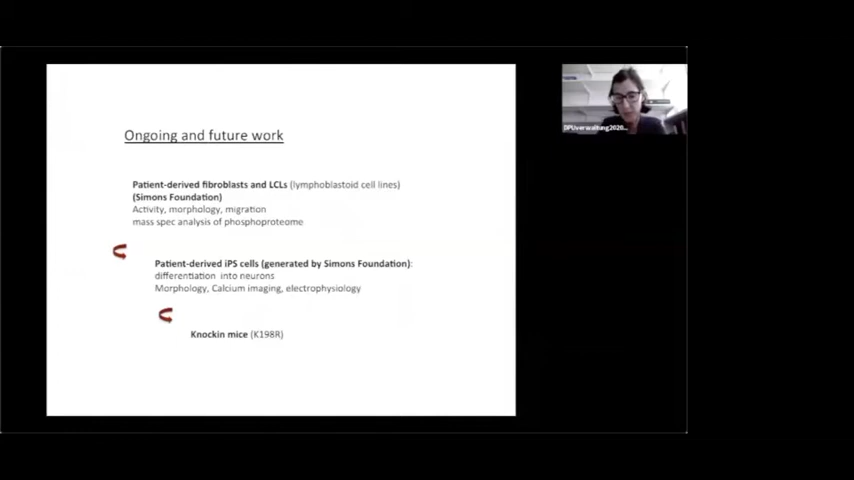 Ongoing and future work
Patient-derived fibroblasts and LCLs (lymphoblastoid cell lines)
(Simons Foundation)
Activity, morphology, migration
mass spec analysis of phosphoproteome
Patient-derived iPS cells (generated by Simons Foundation):
differentiation into neurons
Morphology, Calcium imaging, electrophysiology
Knockin mice (K198R)
DPUverwaltung2020...